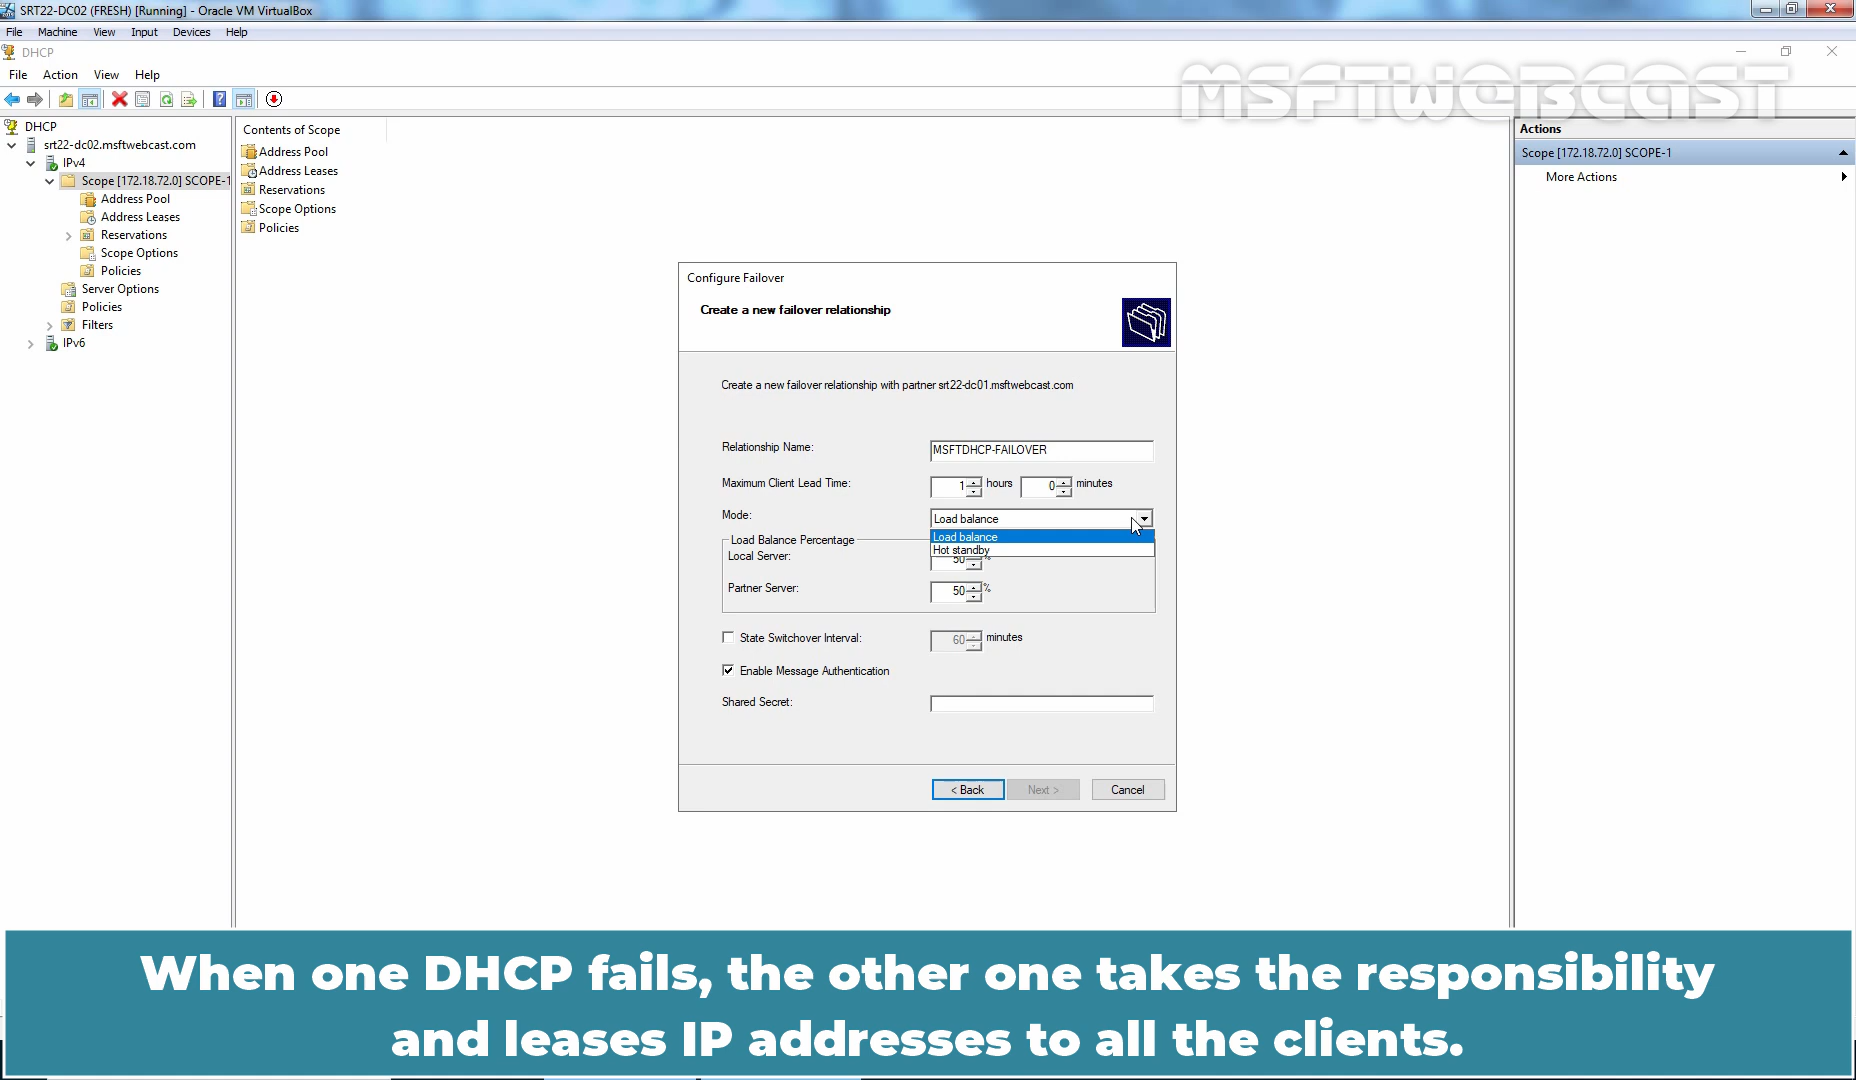 SRT22-DC02 (FRESH) [Running] - Oracle VM VirtualBox
File Machine View Input Devices Help
DHCP
File Action View Help
MSFTWEBCAST
DHCP
srt22-dc02.msftwebcast.com
IPv4
Scope [172.18.72.0] SCOPE-1
Address Pool
Address Leases
Reservations
Scope Options
Policies
Server Options
Policies
Filters
IPv6
Contents of Scope
Address Pool
Address Leases
Reservations
Scope Options
Policies
Configure Failover
Create a new failover relationship
Create a new failover relationship with partner srt22-dc01.msftwebcast.com
Relationship Name: MSFTDHCP-FAILOVER
Maximum Client Lead Time: 1 hours 0 minutes
Mode: Load balance
Load balance
Hot standby
Load Balance Percentage
Local Server: 50 %
Partner Server: 50 %
State Switchover Interval: 60 minutes
Enable Message Authentication
Shared Secret:
< Back Next > Cancel
Actions
Scope [172.18.72.0] SCOPE-1
More Actions
When one DHCP fails, the other one takes the responsibility
and leases IP addresses to all the clients.